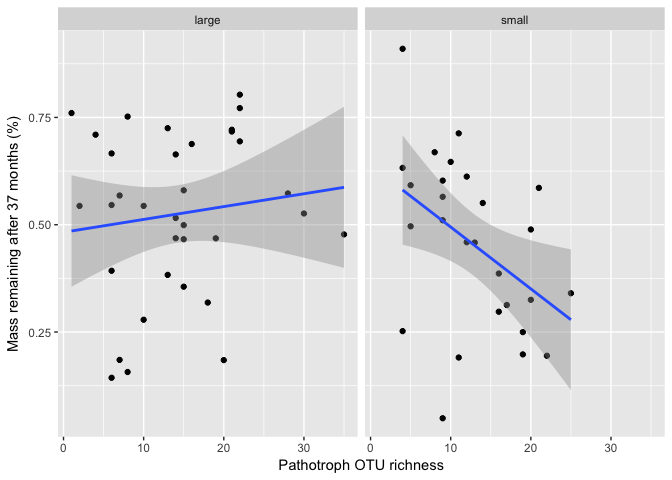 large small
0.75
0.50
0.25
Mass remaining after 37 months (%)
0 10 20 30 0 10 20 30
Pathotroph OTU richness